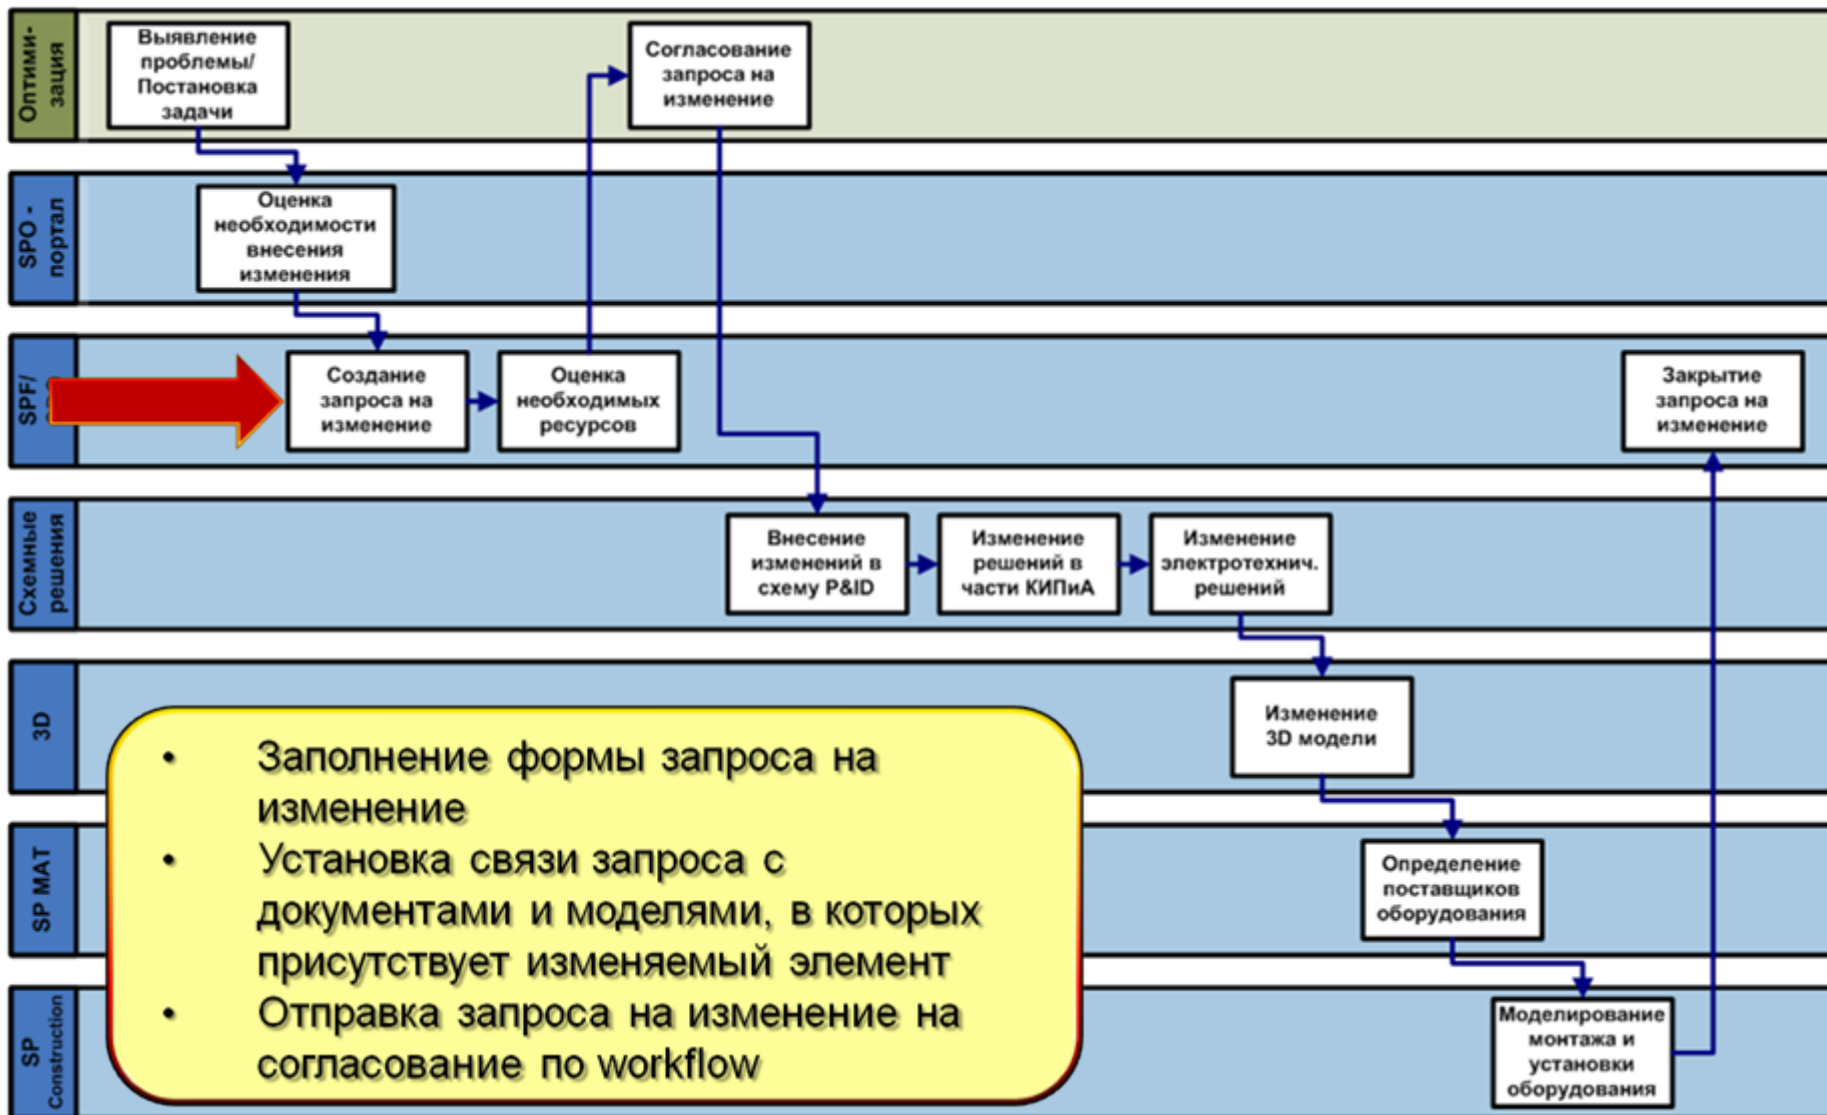 Оптими-
зация
Выявление
проблемы/
Постановка
задачи
Согласование
запроса на
изменение
SPO -
портал
Оценка
необходимости
внесения
изменения
SPF/
Создание
запроса на
изменение
Оценка
необходимых
ресурсов
Закрытие
запроса на
изменение
Схемные
решения
Внесение
изменений в
схему P&ID
Изменение
решений в
части КИПиА
Изменение
электротехнич.
решений
3D
Изменение
3D модели
• Заполнение формы запроса на
изменение
• Установка связи запроса с
документами и моделями, в которых
присутствует изменяемый элемент
• Отправка запроса на изменение на
согласование по workflow
SP MAT
Определение
поставщиков
оборудования
SP
Construction
Моделирование
монтажа и
установки
оборудования